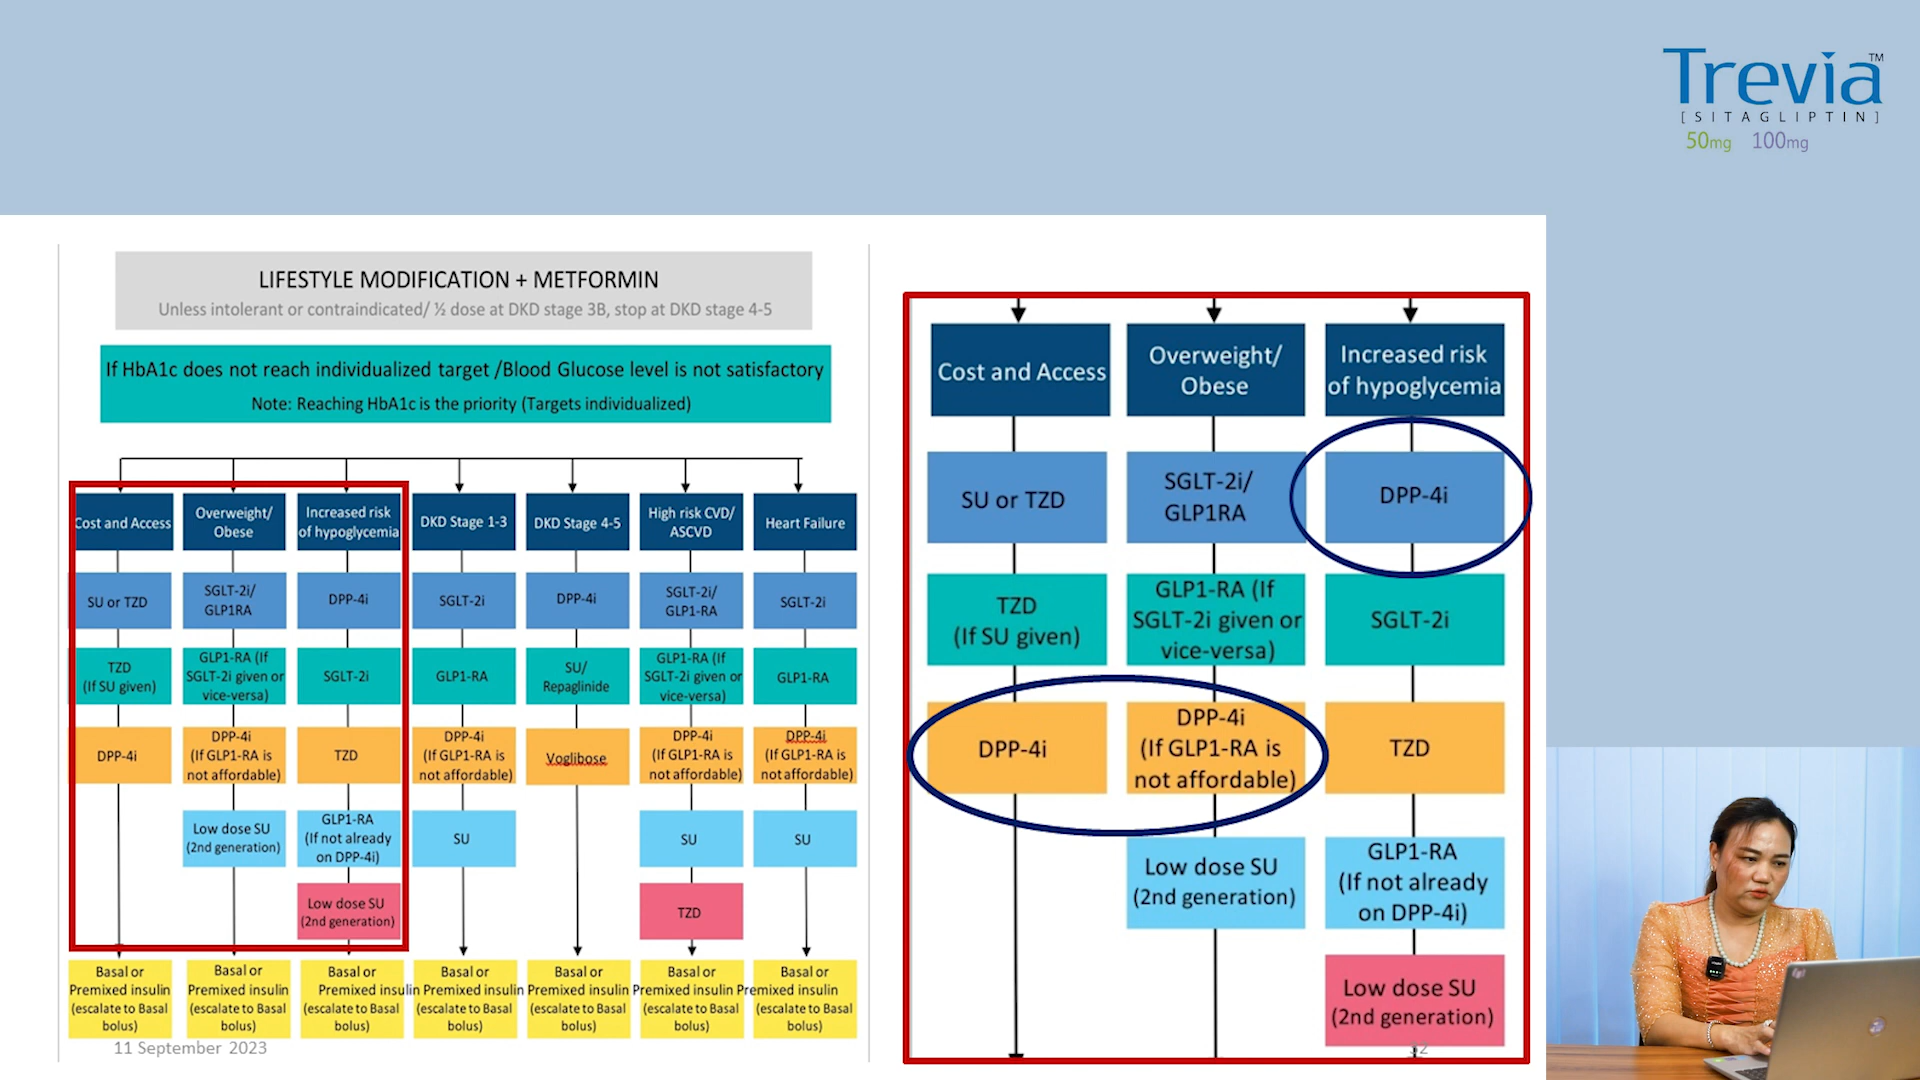 Trevia™
[SITAGLIPTIN]
50mg 100mg
LIFESTYLE MODIFICATION + METFORMIN
Unless intolerant or contraindicated/ ½ dose at DKD stage 3B, stop at DKD stage 4-5
If HbA1c does not reach individualized target /Blood Glucose level is not satisfactory
Note: Reaching HbA1c is the priority (Targets individualized)
Cost and Access
SU or TZD
TZD
(If SU given)
DPP-4i
Basal or
Premixed insulin
(escalate to Basal
bolus)
Overweight/
Obese
SGLT-2i/
GLP1RA
GLP1-RA (If
SGLT-2i given or
vice-versa)
DPP-4i
(If GLP1-RA is
not affordable)
Low dose SU
(2nd generation)
Basal or
Premixed insulin
(escalate to Basal
bolus)
Increased risk
of hypoglycemia
DPP-4i
SGLT-2i
TZD
GLP1-RA
(If not already
on DPP-4i)
Low dose SU
(2nd generation)
Basal or
Premixed insulin
(escalate to Basal
bolus)
DKD Stage 1-3
SGLT-2i
GLP1-RA
DPP-4i
(If GLP1-RA is
not affordable)
SU
Basal or
Premixed insulin
(escalate to Basal
bolus)
DKD Stage 4-5
DPP-4i
SU/
Repaglinide
Voglibose
Basal or
Premixed insulin
(escalate to Basal
bolus)
High risk CVD/
ASCVD
SGLT-2i/
GLP1-RA
GLP1-RA (If
SGLT-2i given or
vice-versa)
DPP-4i
(If GLP1-RA is
not affordable)
SU
TZD
Basal or
Premixed insulin
(escalate to Basal
bolus)
Heart Failure
SGLT-2i
GLP1-RA
DPP-4i
(If GLP1-RA is
not affordable)
SU
Basal or
Premixed insulin
(escalate to Basal
bolus)
11 September 2023
Cost and Access
SU or TZD
TZD
(If SU given)
DPP-4i
Overweight/
Obese
SGLT-2i/
GLP1RA
GLP1-RA (If
SGLT-2i given or
vice-versa)
DPP-4i
(If GLP1-RA is
not affordable)
Low dose SU
(2nd generation)
Increased risk
of hypoglycemia
DPP-4i
SGLT-2i
TZD
GLP1-RA
(If not already
on DPP-4i)
Low dose SU
(2nd generation)